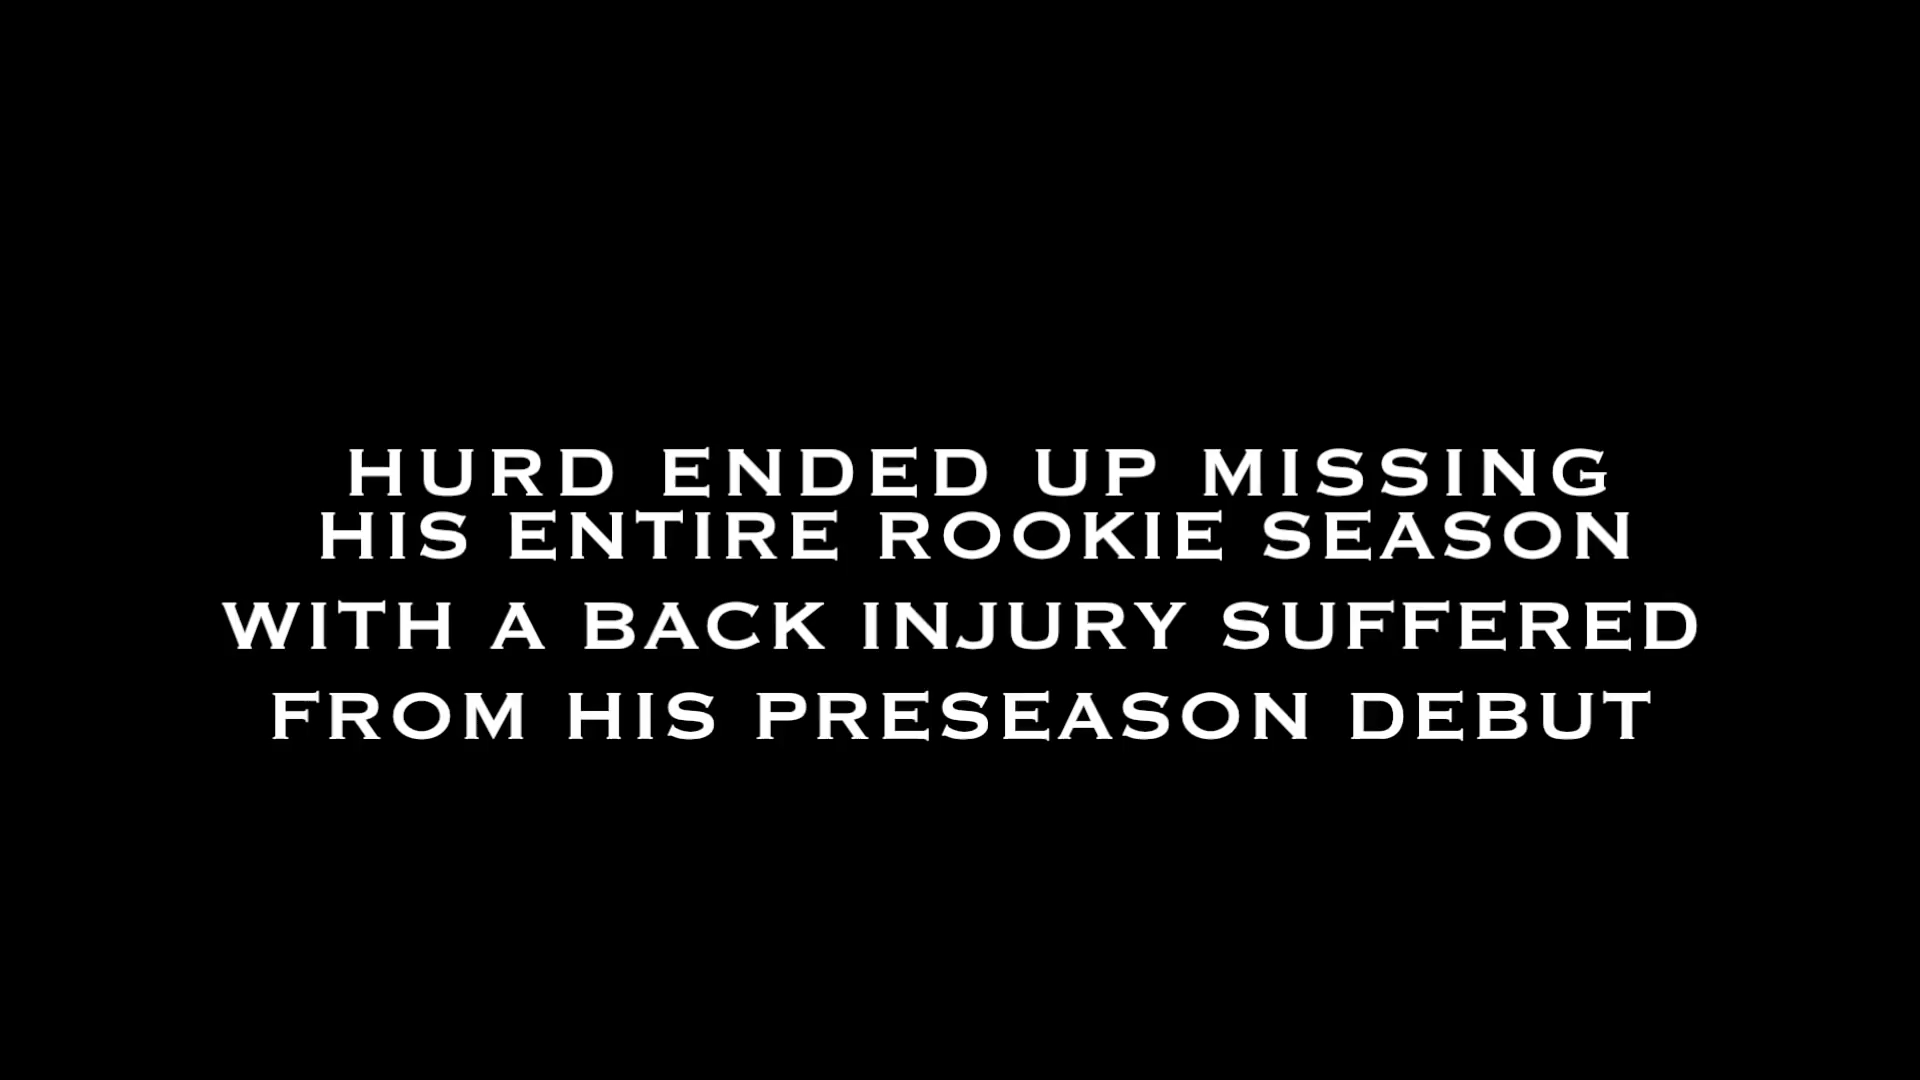 HURD ENDED UP MISSING
HIS ENTIRE ROOKIE SEASON
WITH A BACK INJURY SUFFERED
FROM HIS PRESEASON DEBUT